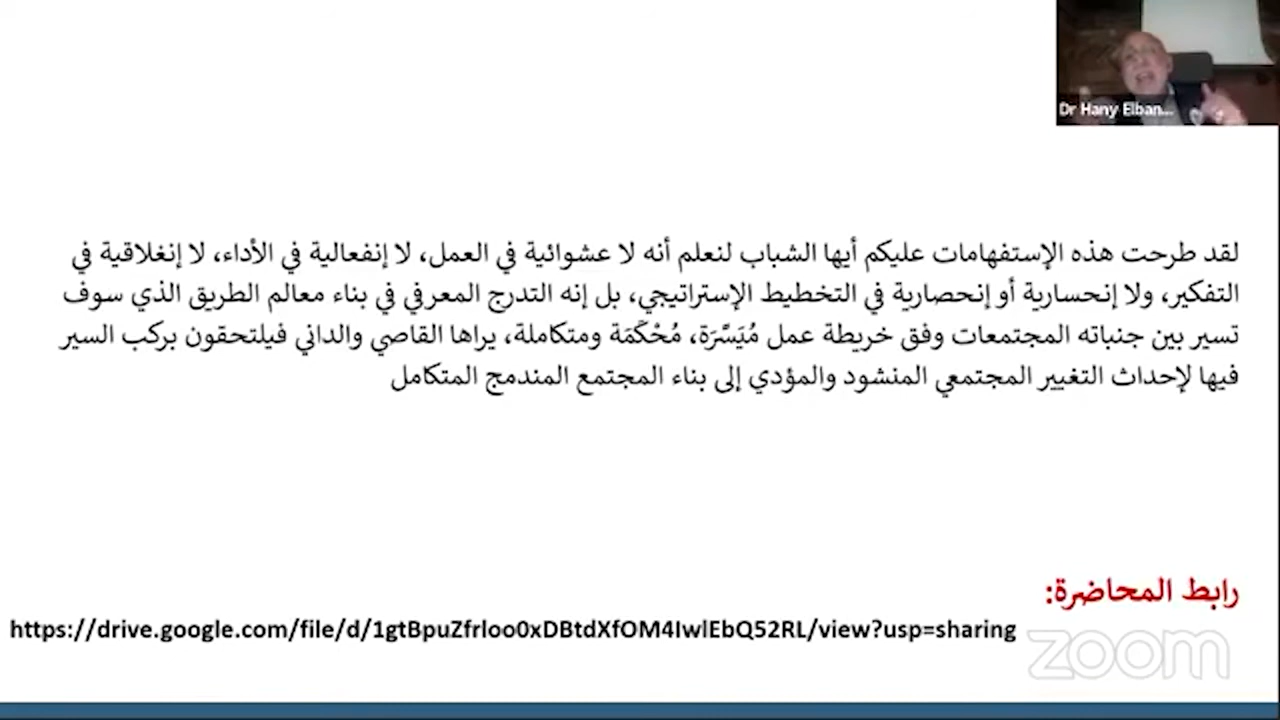 Dr Hany Elban...
لقد طرحت هذه الإستفهامات عليكم أيها الشباب لنعلم أنه لا عشوائية في العمل، لا إنفعالية في الأداء، لا إنغلاقية في
التفكير، ولا إنحسارية أو إنحصارية في التخطيط الإستراتيجي، بل إنه التدرج المعرفي في بناء معالم الطريق الذي سوف
تسير بين جنباته المجتمعات وفق خريطة عمل مُيَسَّرَة، مُحْكَمَة ومتكاملة، يراها القاصي والداني فيلتحقون بركب السير
فيها لإحداث التغيير المجتمعي المنشود والمؤدي إلى بناء المجتمع المندمج المتكامل
رابط المحاضرة:
https://drive.google.com/file/d/1gtBpuZfrloo0xDBtdXfOM4IwlEbQ52RL/view?usp=sharing
zoom